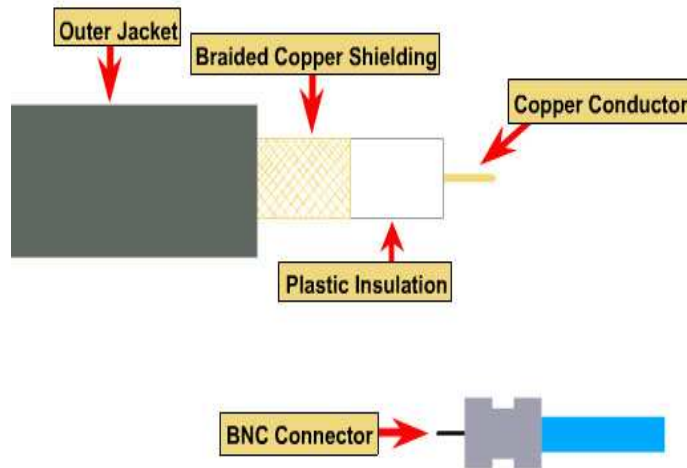 Outer Jacket
Braided Copper Shielding
Copper Conductor
Plastic Insulation
BNC Connector